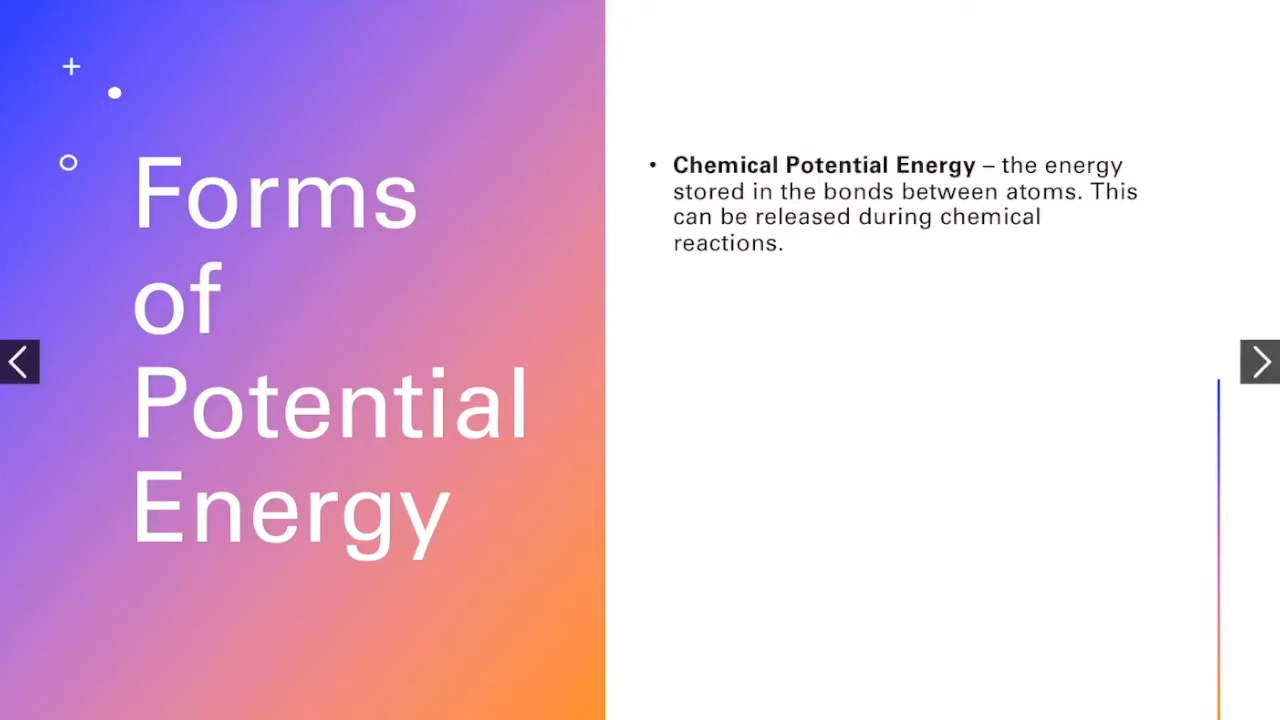 Forms
of
Potential
Energy
• Chemical Potential Energy – the energy
stored in the bonds between atoms. This
can be released during chemical
reactions.